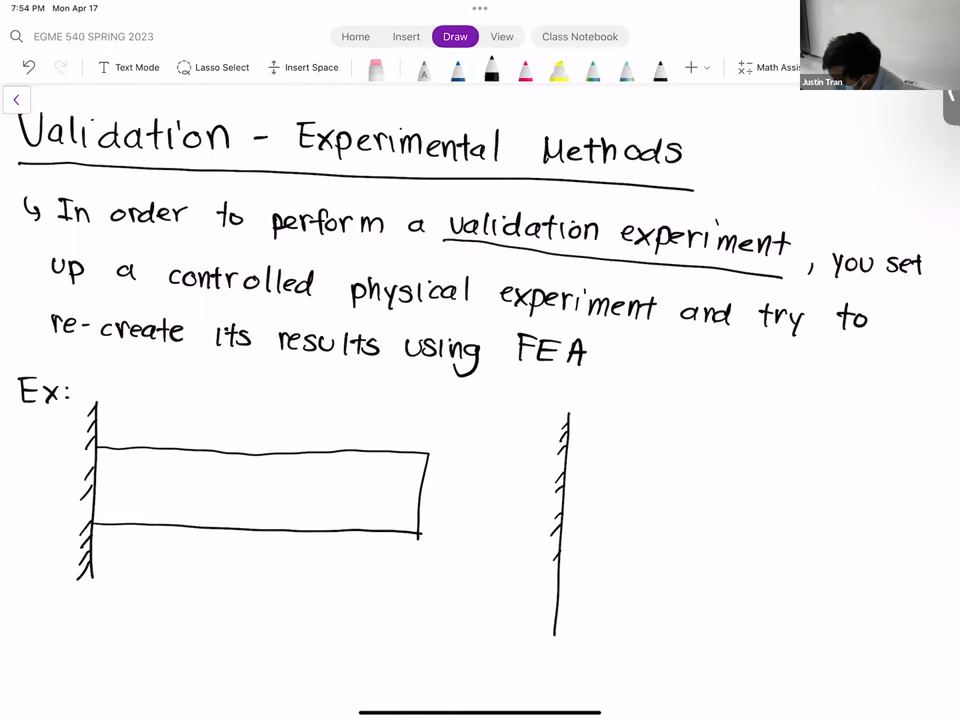 7:54 PM Mon Apr 17
EGME 540 SPRING 2023
Home Insert Draw View Class Notebook
Text Mode Lasso Select Insert Space A Math Assis
Justin Tran
Validation - Experimental Methods
↳ In order to perform a validation experiment, you set
up a controlled physical experiment and try to
re-create its results using FEA
Ex: